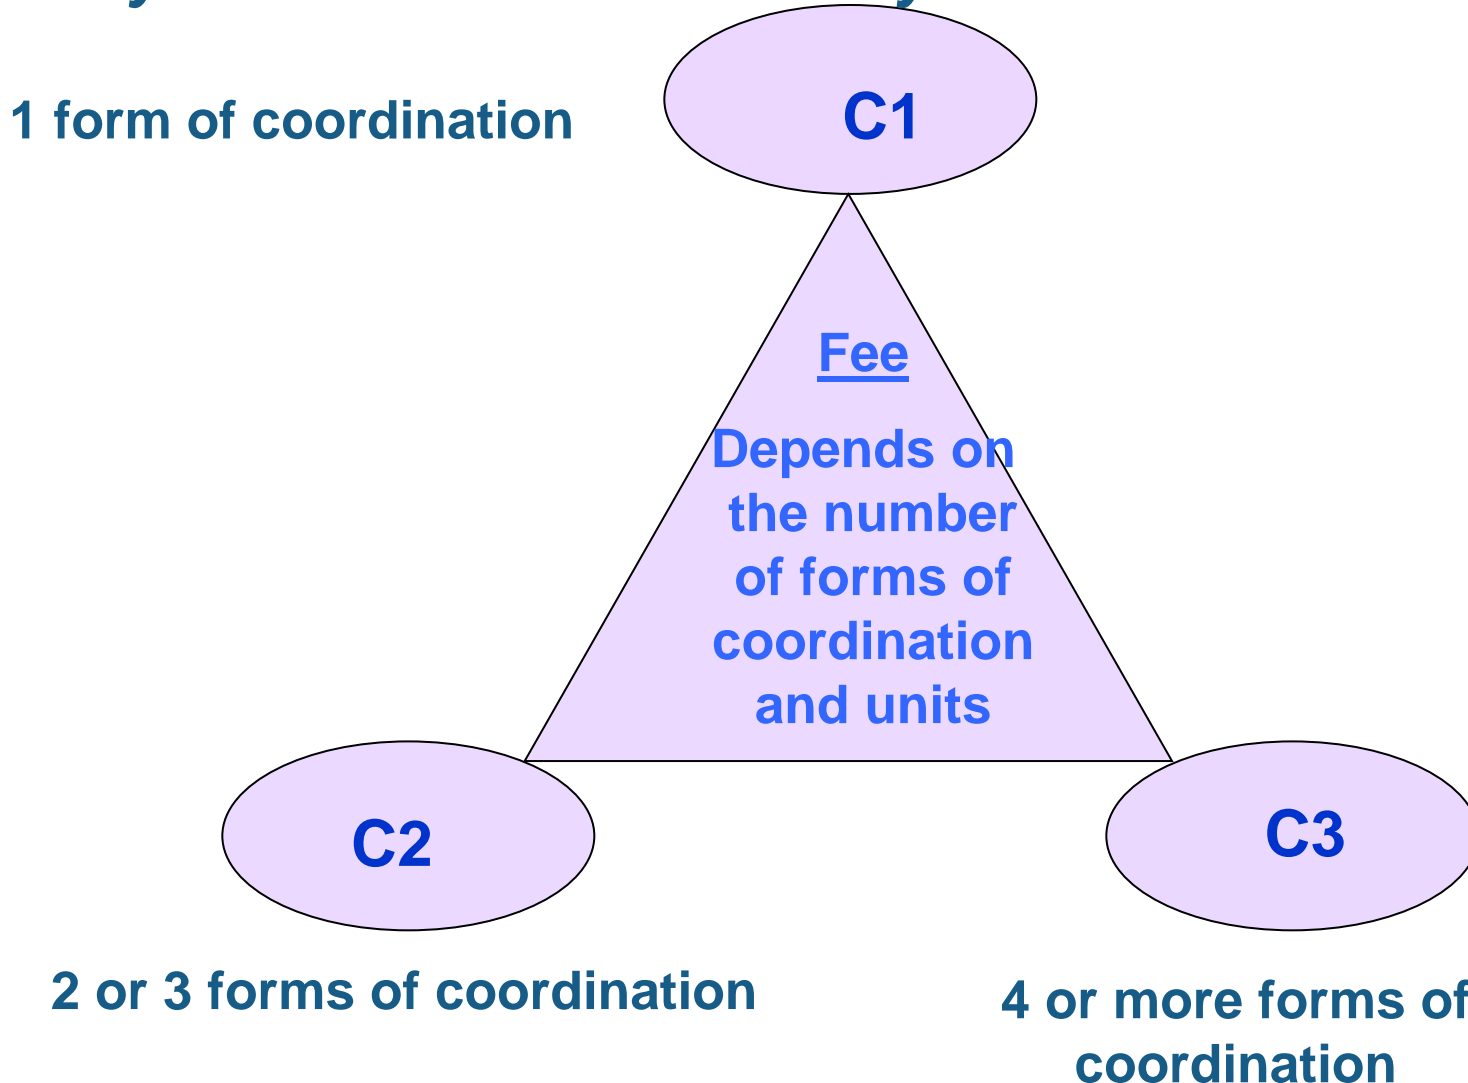 1 form of coordination
C1
Fee
Depends on
the number
of forms of
coordination
and units
C2
C3
2 or 3 forms of coordination
4 or more forms of
coordination